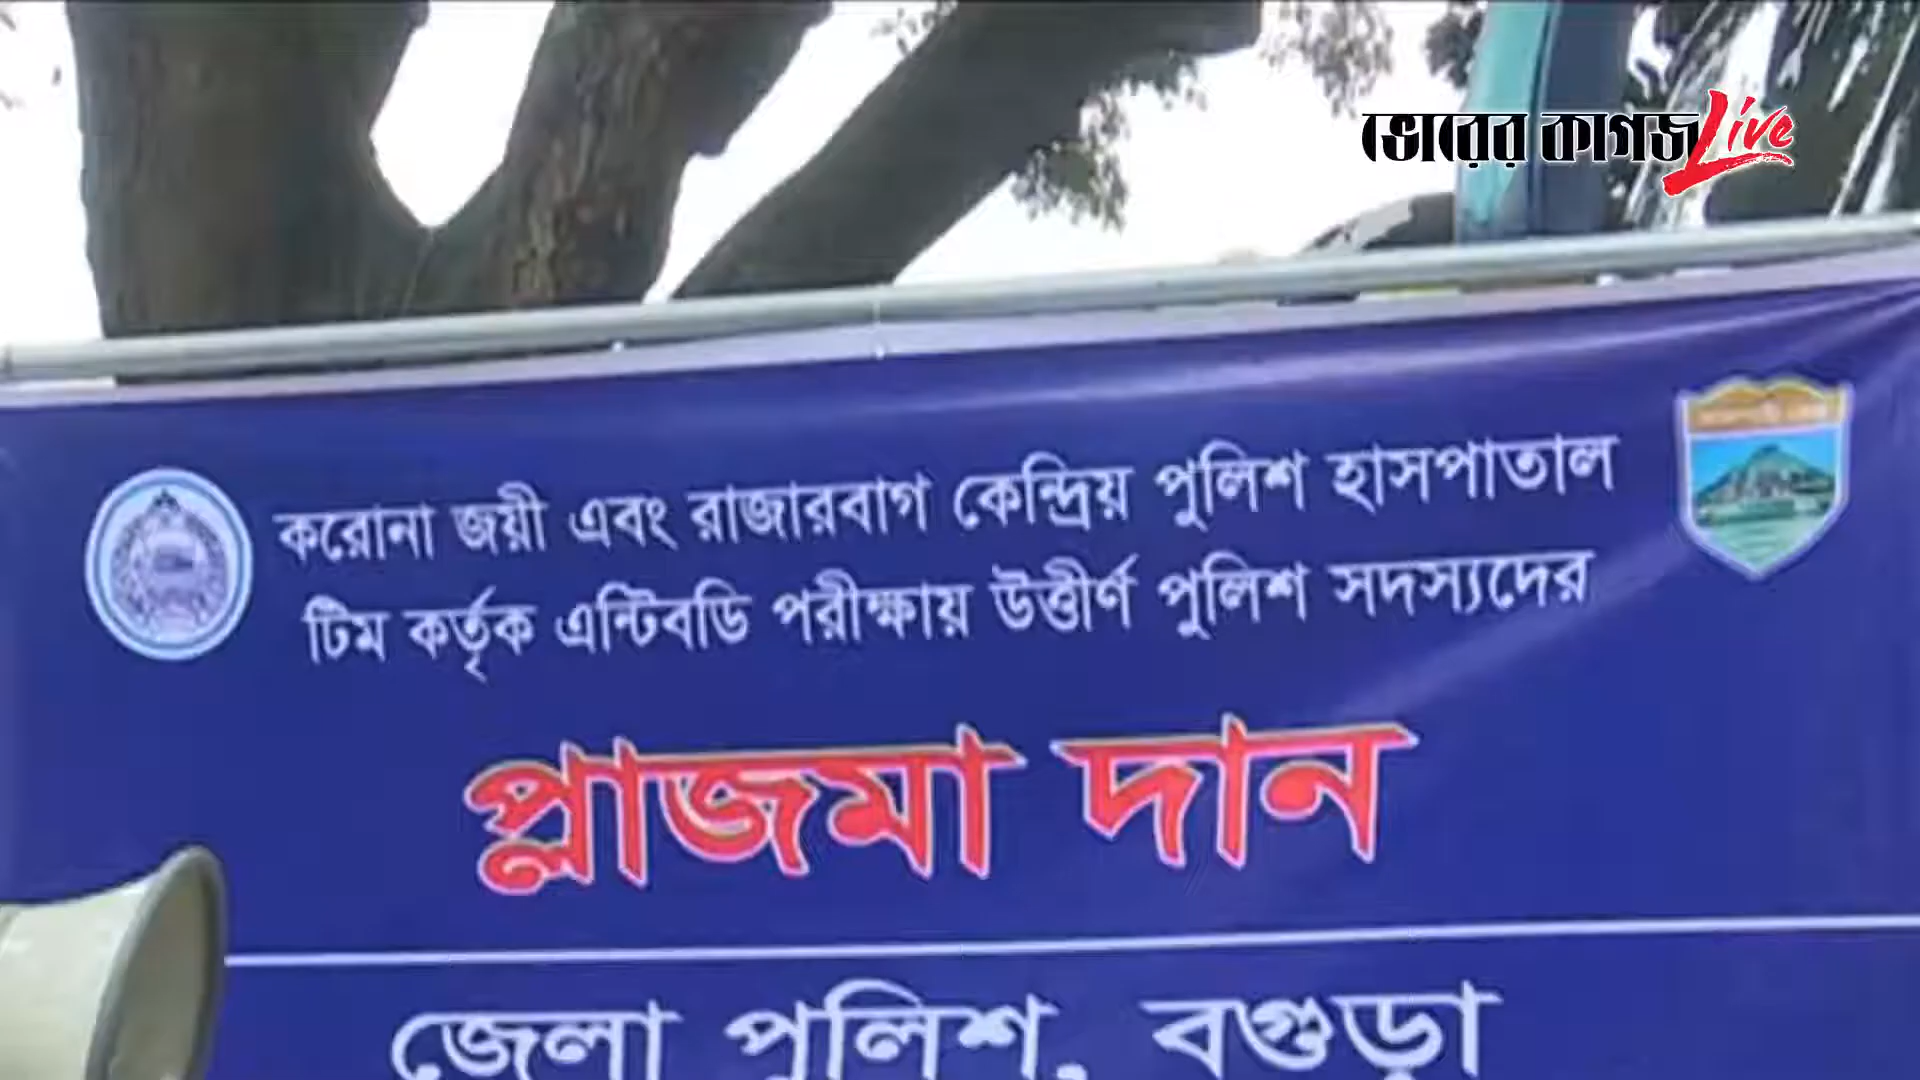 ভোরের কাগজ Live
করোনা জয়ী এবং রাজারবাগ কেন্দ্রিয় পুলিশ হাসপাতাল
টিম কর্তৃক এন্টিবডি পরীক্ষায় উত্তীর্ণ পুলিশ সদস্যদের
প্লাজমা দান
জেলা পুলিশ, বগুড়া